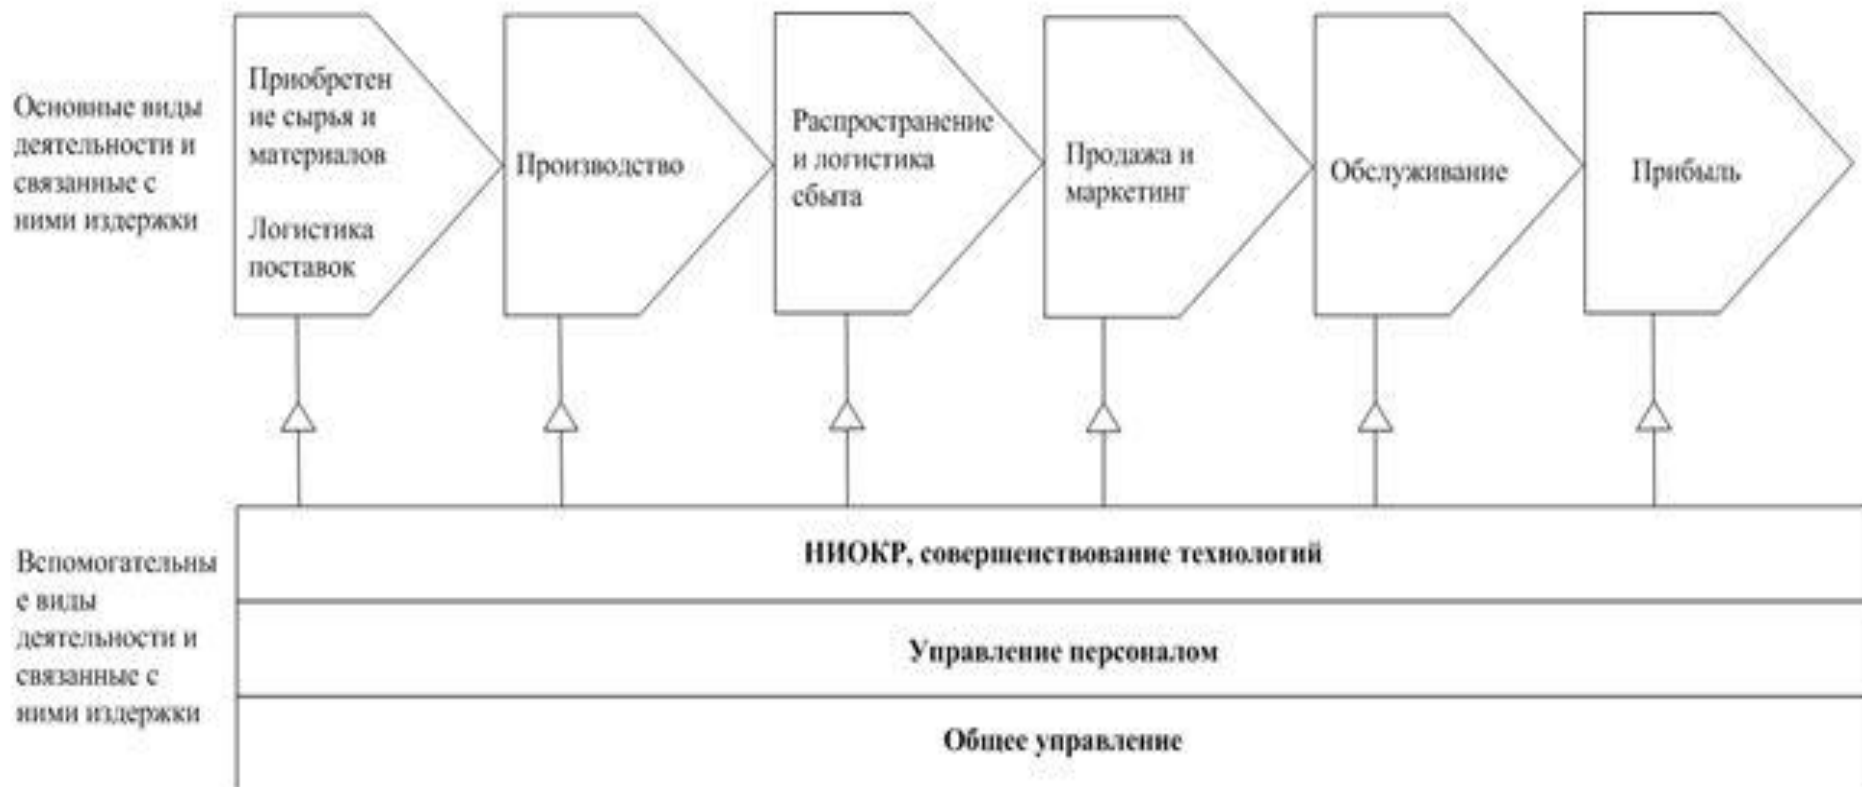 Основные виды
деятельности и
связанные с
ними издержки
Приобретен
ие сырья и
материалов
Логистика
поставок
Производство
Распространение
и логистика
сбыта
Продажа и
маркетинг
Обслуживание
Прибыль
Вспомогательны
е виды
деятельности и
связанные с
ними издержки
НИОКР, совершенствование технологий
Управление персоналом
Общее управление